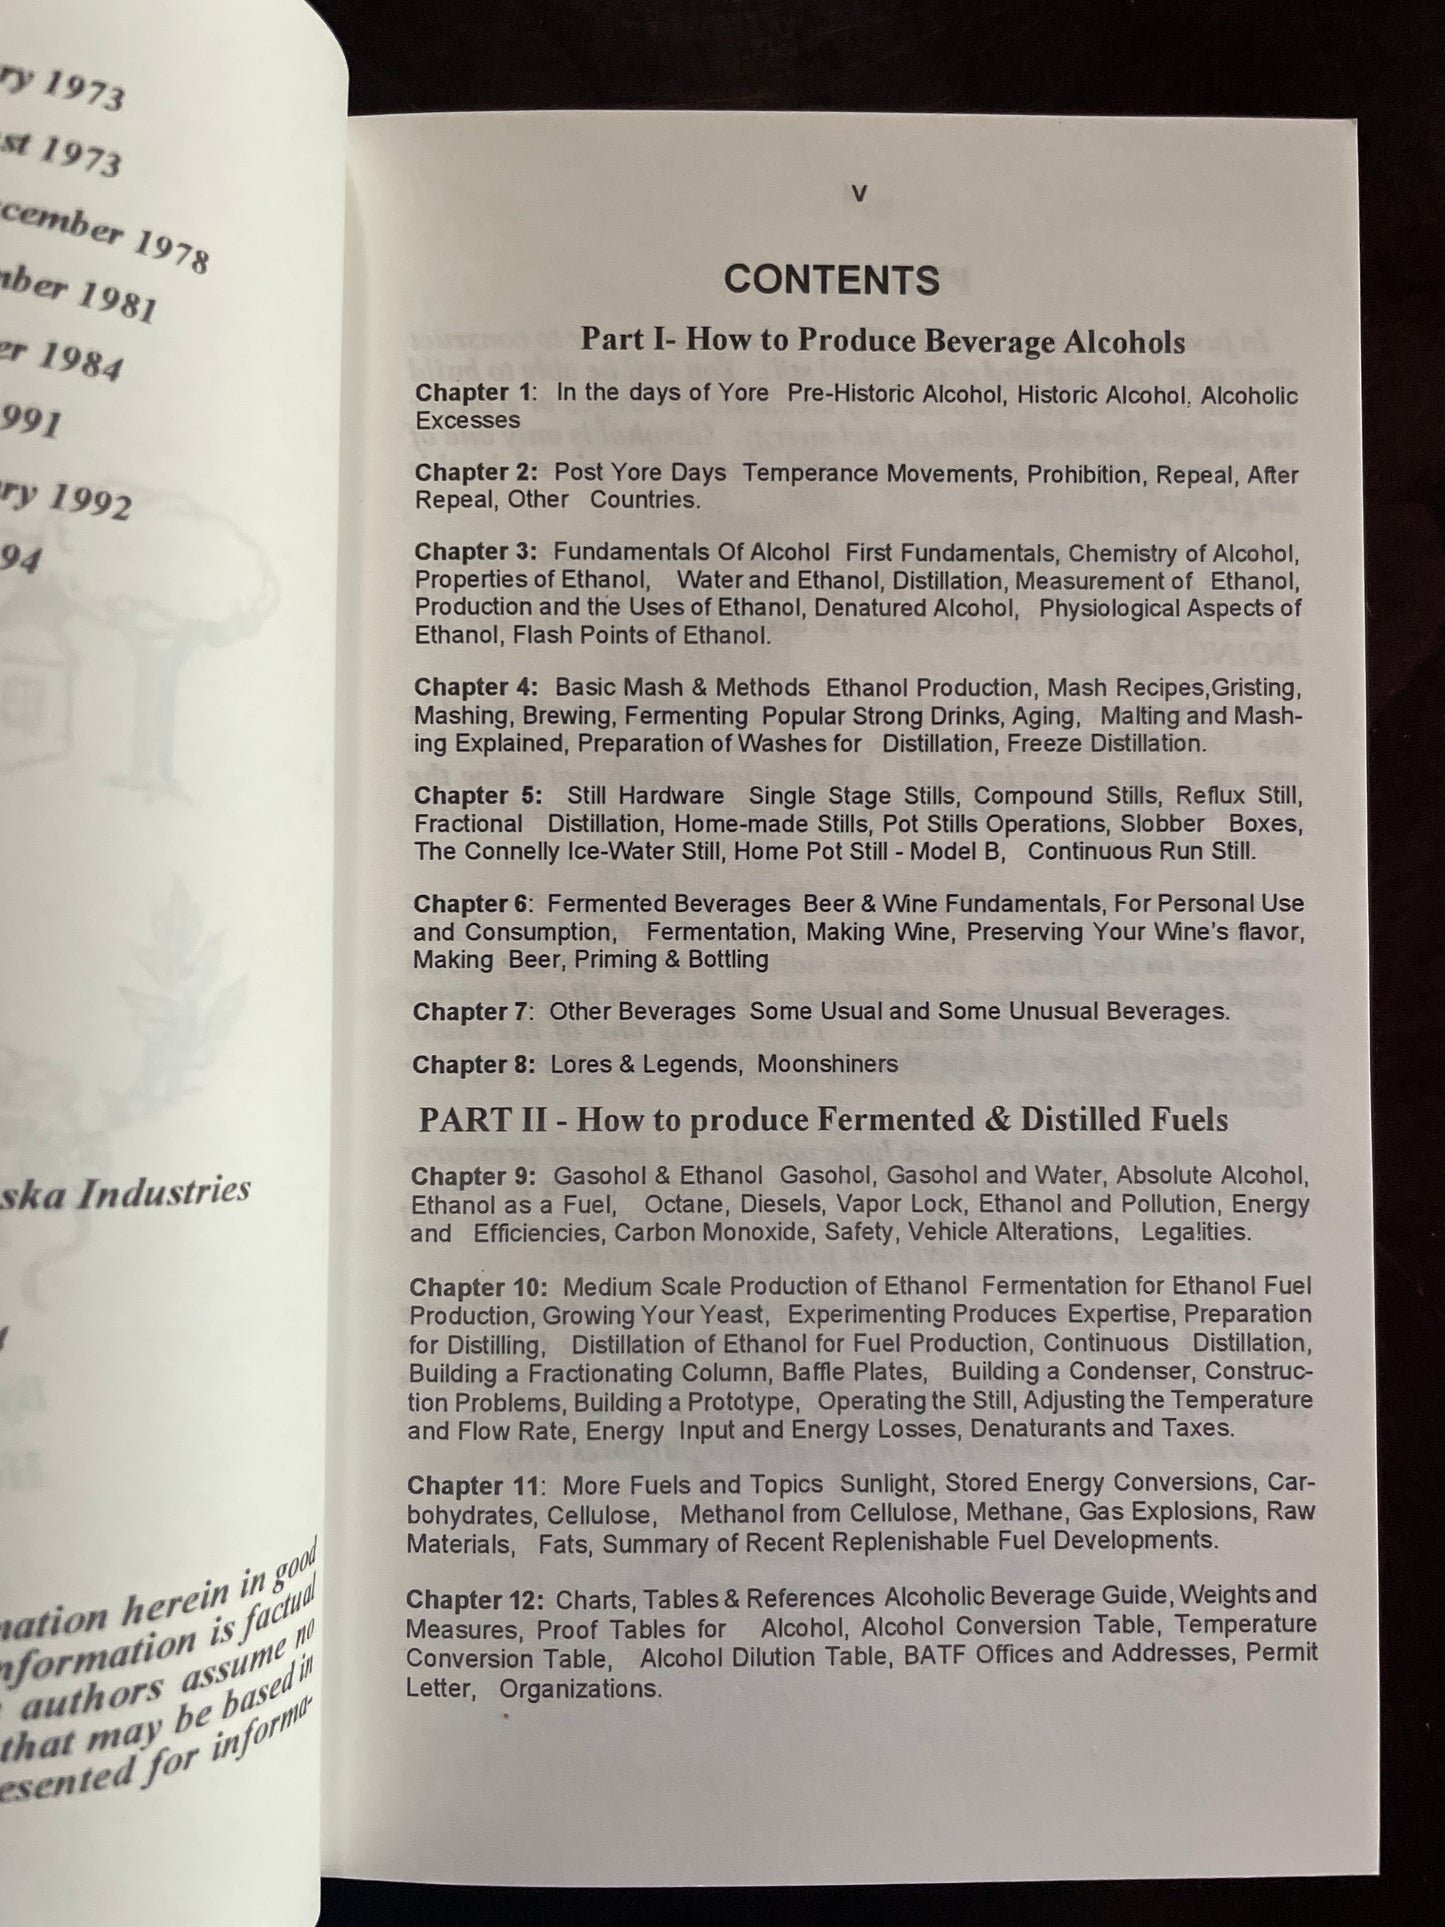 1973
1973
1978
1981
1984
1992
Industries
herein in good
is factual
authors assume no
that may be based in
for informa-
v
CONTENTS
Part I- How to Produce Beverage Alcohols
Chapter 1: In the days of Yore Pre-Historic Alcohol, Historic Alcohol, Alcoholic
Excesses
Chapter 2: Post Yore Days Temperance Movements, Prohibition, Repeal, After
Repeal, Other Countries.
Chapter 3: Fundamentals Of Alcohol First Fundamentals, Chemistry of Alcohol,
Properties of Ethanol, Water and Ethanol, Distillation, Measurement of Ethanol,
Production and the Uses of Ethanol, Denatured Alcohol, Physiological Aspects of
Ethanol, Flash Points of Ethanol.
Chapter 4: Basic Mash & Methods Ethanol Production, Mash Recipes,Gristing,
Mashing, Brewing, Fermenting Popular Strong Drinks, Aging, Malting and Mash-
ing Explained, Preparation of Washes for Distillation, Freeze Distillation.
Chapter 5: Still Hardware Single Stage Stills, Compound Stills, Reflux Still,
Fractional Distillation, Home-made Stills, Pot Stills Operations, Slobber Boxes,
The Connelly Ice-Water Still, Home Pot Still - Model B, Continuous Run Still.
Chapter 6: Fermented Beverages Beer & Wine Fundamentals, For Personal Use
and Consumption, Fermentation, Making Wine, Preserving Your Wine's flavor,
Making Beer, Priming & Bottling
Chapter 7: Other Beverages Some Usual and Some Unusual Beverages.
Chapter 8: Lores & Legends, Moonshiners
PART II - How to produce Fermented & Distilled Fuels
Chapter 9: Gasohol & Ethanol Gasohol, Gasohol and Water, Absolute Alcohol,
Ethanol as a Fuel, Octane, Diesels, Vapor Lock, Ethanol and Pollution, Energy
and Efficiencies, Carbon Monoxide, Safety, Vehicle Alterations, Legalities.
Chapter 10: Medium Scale Production of Ethanol Fermentation for Ethanol Fuel
Production, Growing Your Yeast, Experimenting Produces Expertise, Preparation
for Distilling, Distillation of Ethanol for Fuel Production, Continuous Distillation,
Building a Fractionating Column, Baffle Plates, Building a Condenser, Construc-
tion Problems, Building a Prototype, Operating the Still, Adjusting the Temperature
and Flow Rate, Energy Input and Energy Losses, Denaturants and Taxes.
Chapter 11: More Fuels and Topics Sunlight, Stored Energy Conversions, Car-
bohydrates, Cellulose, Methanol from Cellulose, Methane, Gas Explosions, Raw
Materials, Fats, Summary of Recent Replenishable Fuel Developments.
Chapter 12: Charts, Tables & References Alcoholic Beverage Guide, Weights and
Measures, Proof Tables for Alcohol, Alcohol Conversion Table, Temperature
Conversion Table, Alcohol Dilution Table, BATF Offices and Addresses, Permit
Letter, Organizations.